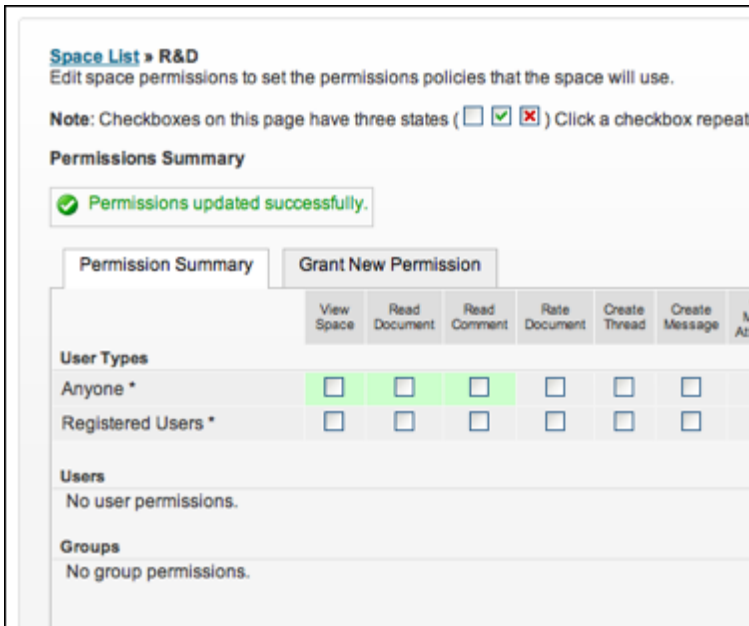 Space List » R&D
Edit space permissions to set the permissions policies that the space will use.
Note: Checkboxes on this page have three states ( ) Click a checkbox repeat
Permissions Summary
Permissions updated successfully.
Permission Summary Grant New Permission
View Space Read Document Read Comment Rate Document Create Thread Create Message
User Types
Anyone *
Registered Users *
Users
No user permissions.
Groups
No group permissions.